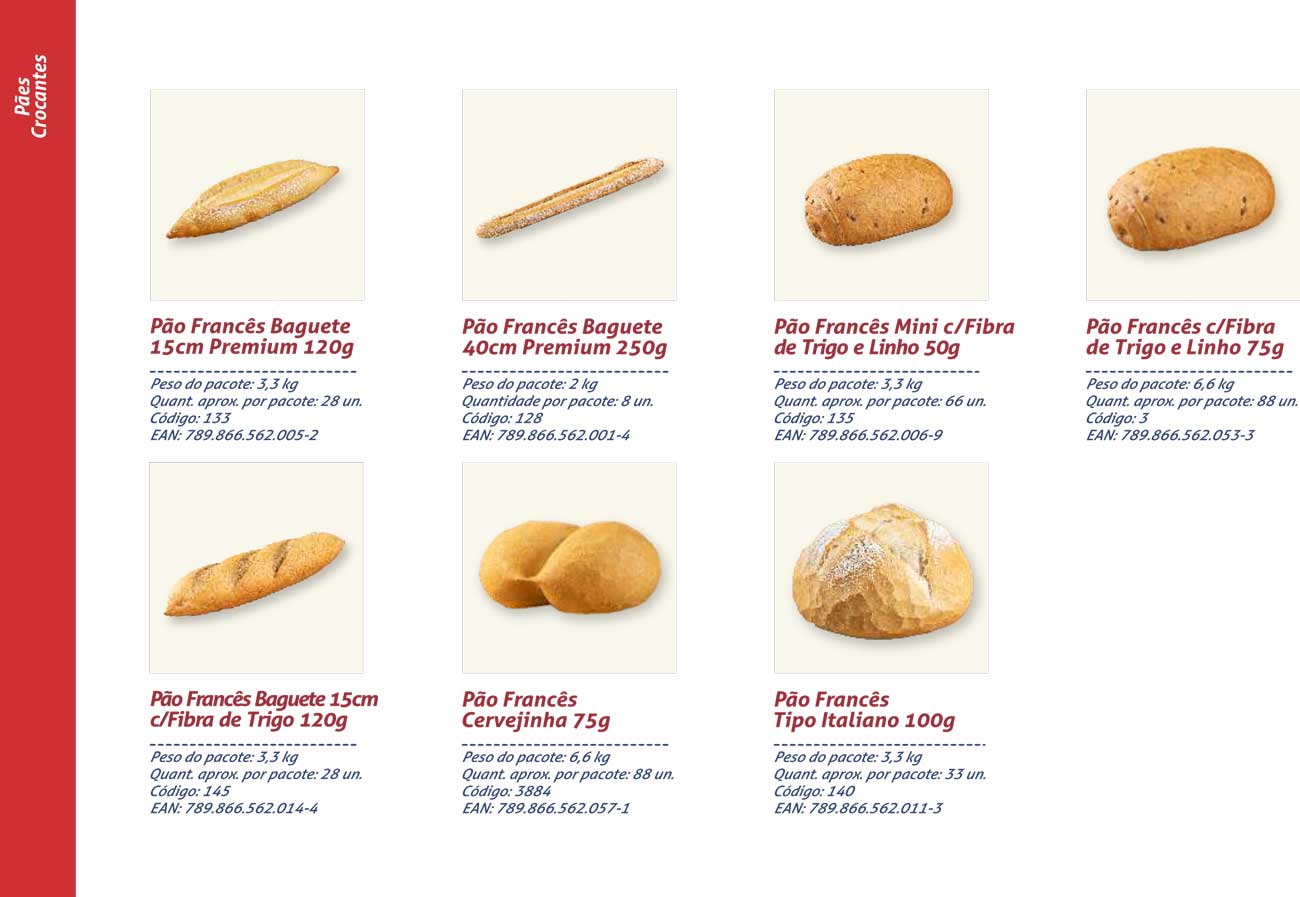 Pães
Crocantes
Pão Francês Baguete
15cm Premium 120g
Peso do pacote: 3,3 kg
Quant. aprox. por pacote: 28 un.
Código: 133
EAN: 789.866.562.005-2
Pão Francês Baguete
40cm Premium 250g
Peso do pacote: 2 kg
Quantidade por pacote: 8 un.
Código: 128
EAN: 789.866.562.001-4
Pão Francês Mini c/Fibra
de Trigo e Linho 50g
Peso do pacote: 3,3 kg
Quant. aprox. por pacote: 66 un.
Código: 135
EAN: 789.866.562.006-9
Pão Francês c/Fibra
de Trigo e Linho 75g
Peso do pacote: 6,6 kg
Quant. aprox. por pacote: 88 un.
Código: 3
EAN: 789.866.562.053-3
Pão Francês Baguete 15cm
c/Fibra de Trigo 120g
Peso do pacote: 3,3 kg
Quant. aprox. por pacote: 28 un.
Código: 145
EAN: 789.866.562.014-4
Pão Francês
Cervejinha 75g
Peso do pacote: 6,6 kg
Quant. aprox. por pacote: 88 un.
Código: 3884
EAN: 789.866.562.057-1
Pão Francês
Tipo Italiano 100g
Peso do pacote: 3,3 kg
Quant. aprox. por pacote: 33 un.
Código: 140
EAN: 789.866.562.011-3